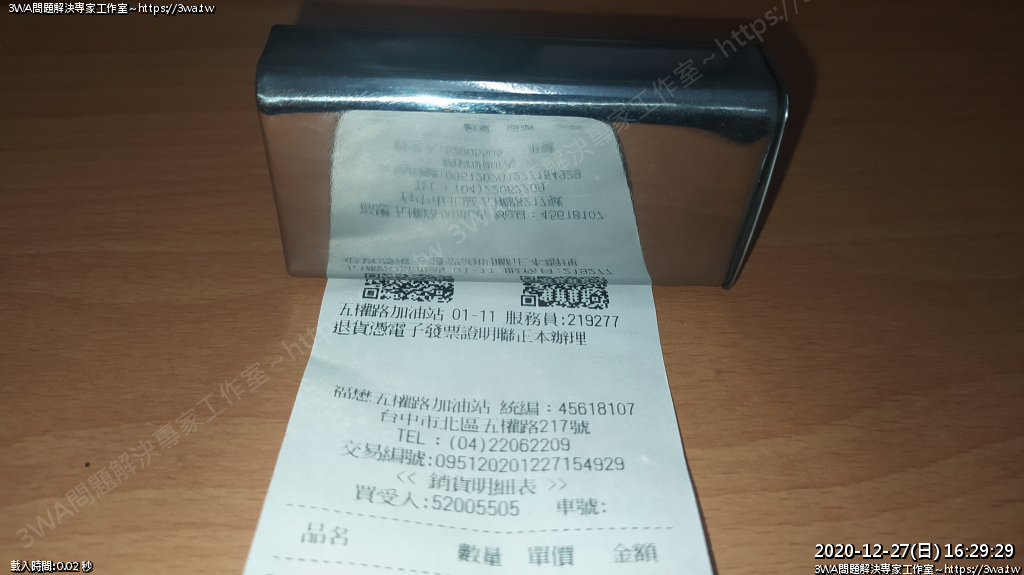 3WA問題解決專家工作室~https://3wa.tw
五權路加油站 01-11 服務員:219277
退貨憑電子發票證明聯正本辦理
福懋五權路加油站 統編：45618107
台中市北區五權路217號
TEL：(04)22062209
交易編號:0951202012271549​29
<< 銷貨明細表 >>
買受人:52005505 車號:
品名 數量 單價 金額
2020-12-27(日) 16:29:29
載入時間:0.02 秒
3WA問題解決專家工作室~https://3wa.tw